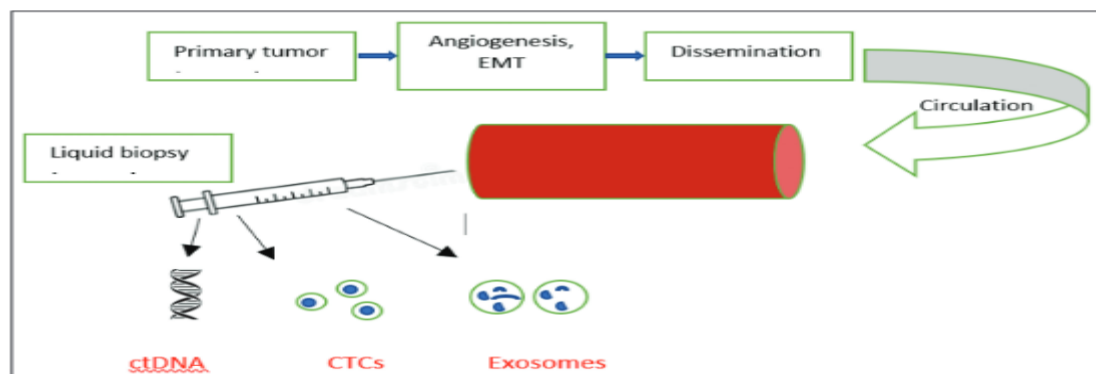 Primary tumor
Angiogenesis,
EMT
Dissemination
Circulation
Liquid biopsy
ctDNA
CTCs
Exosomes